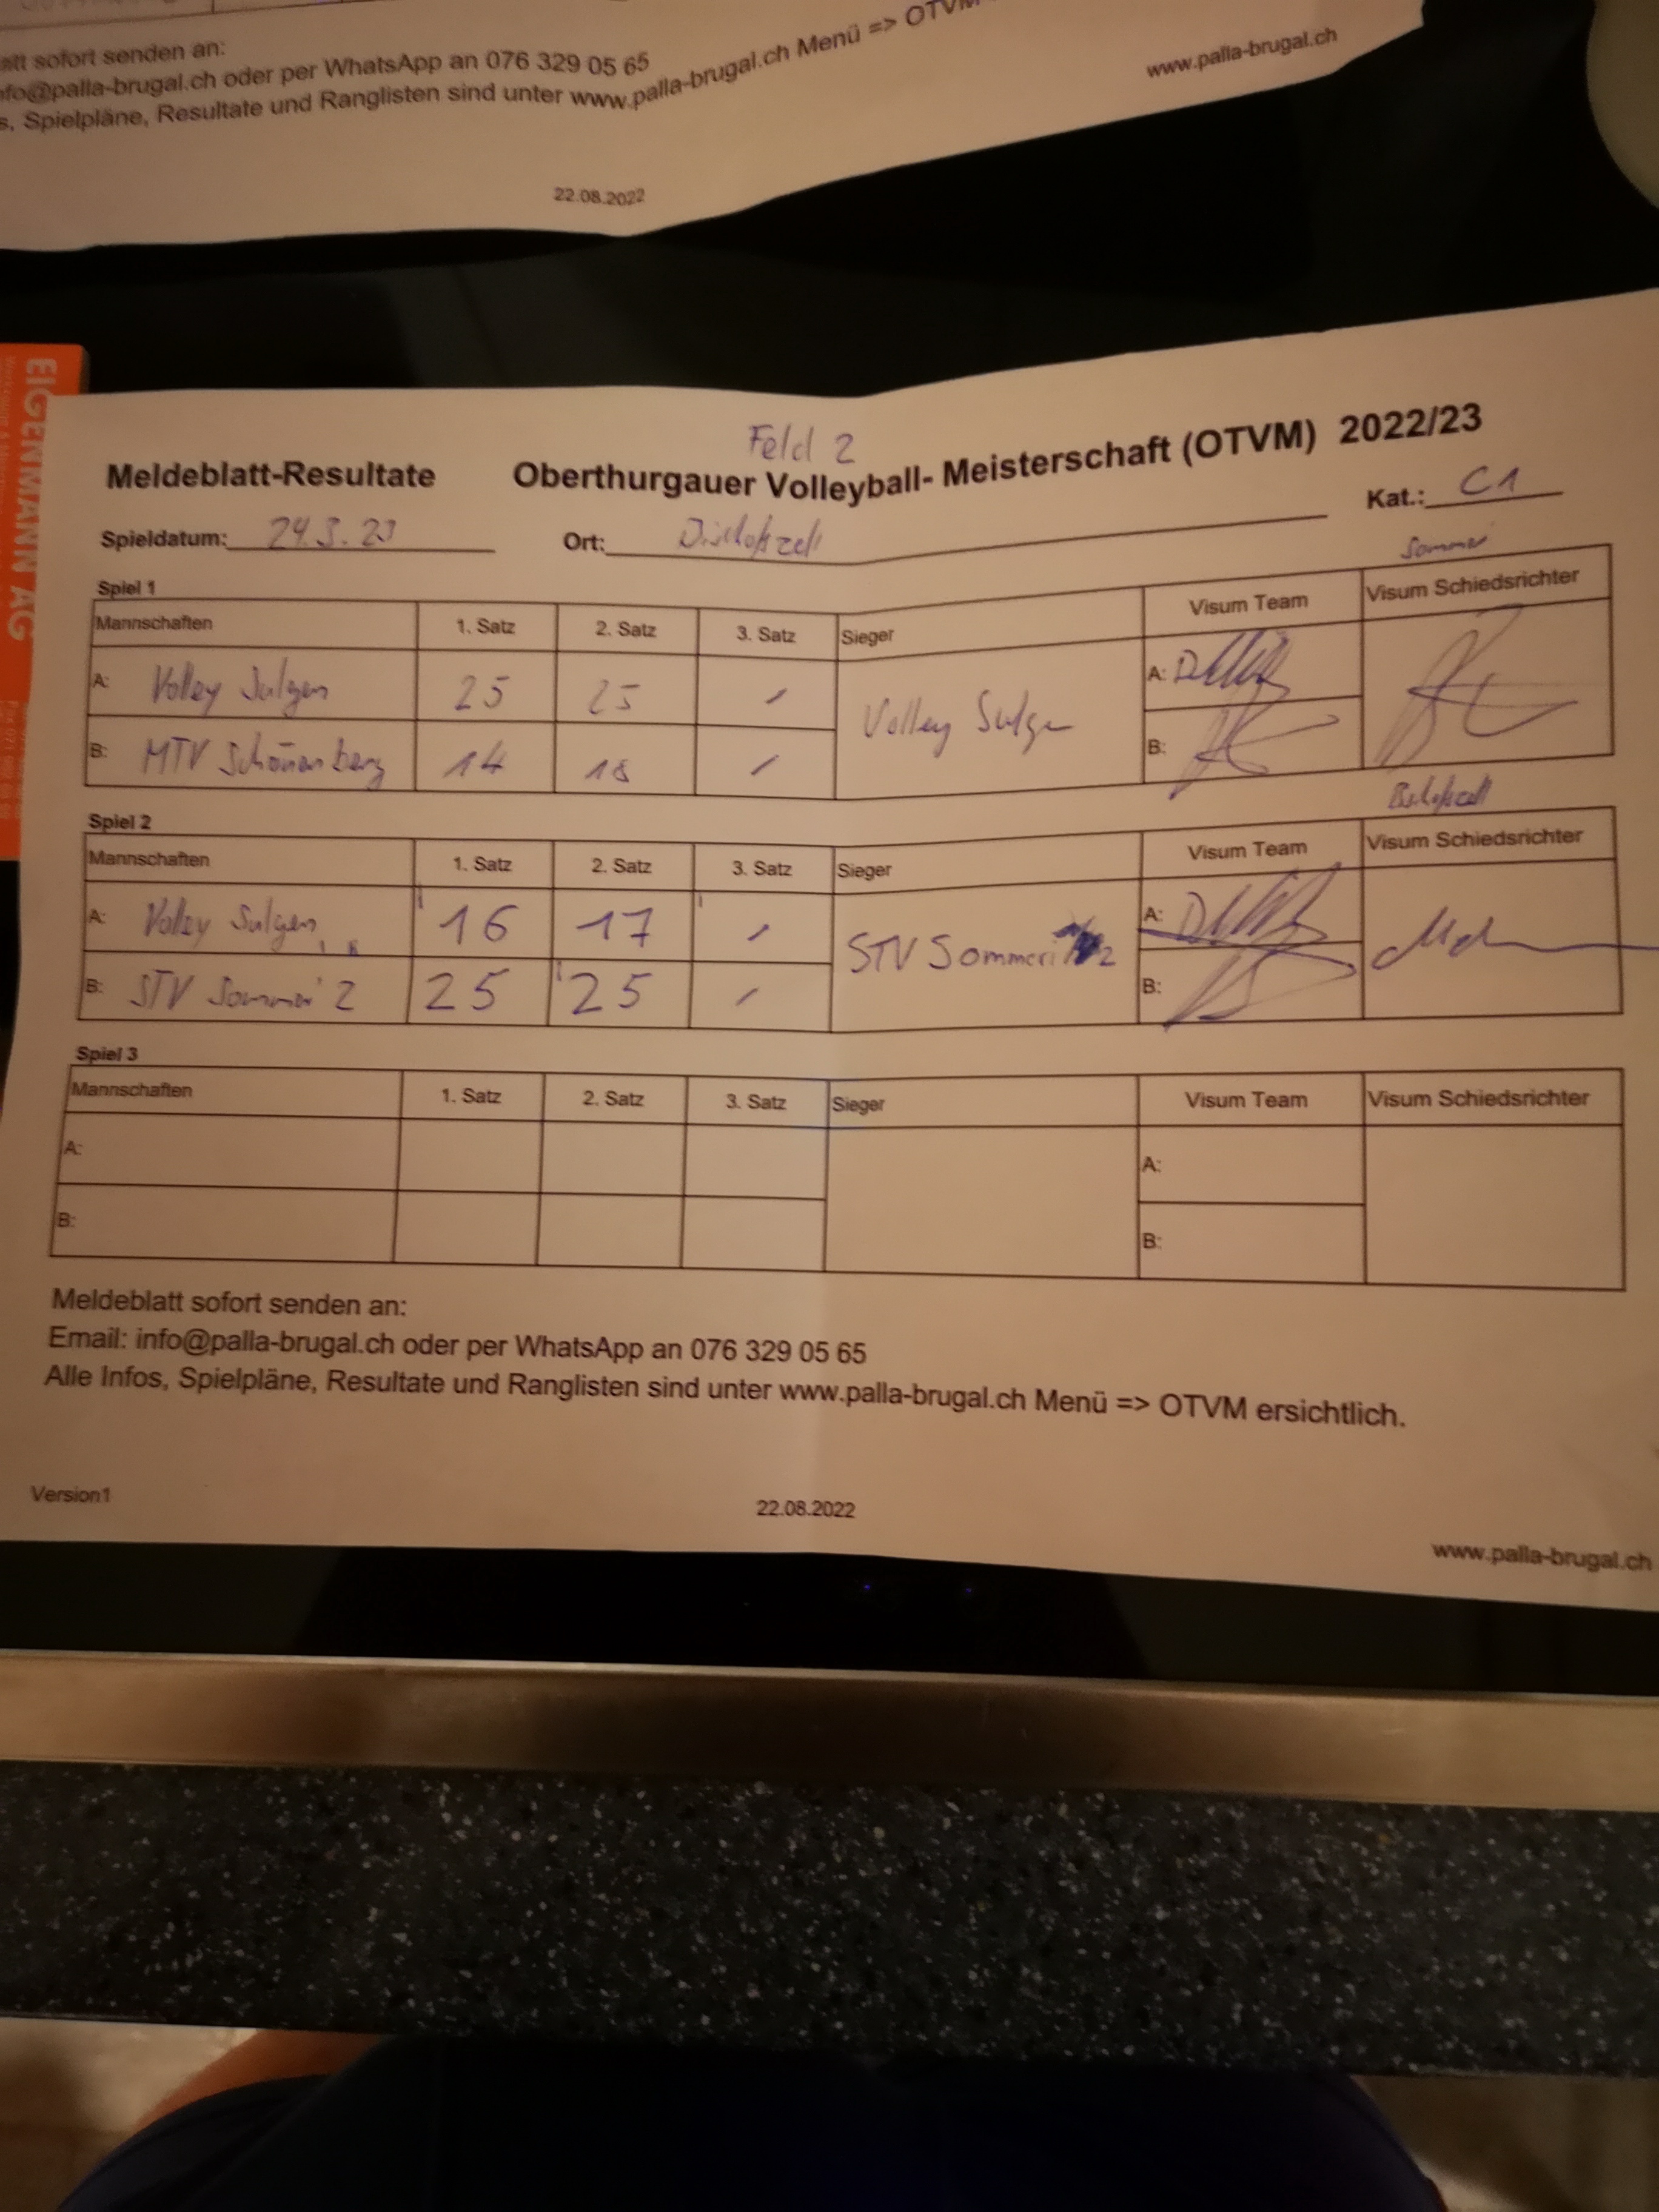 att sofort senden an:
nfo@palla-brugal.ch oder per WhatsApp an 076 329 05 65
s, Spielpläne, Resultate und Ranglisten sind unter www.palla-brugal.ch Menü => OTVM
www.palla-brugal.ch
22.08.2022
EIGENMANN AG
Feld 2
Meldeblatt-Resultate Oberthurgauer Volleyball- Meisterschaft (OTVM) 2022/23
Spieldatum: 24.3.23 Ort: Bischofszell Kat.: C1
Sommeri
Spiel 1
Mannschaften 1. Satz 2. Satz 3. Satz Sieger Visum Team Visum Schiedsrichter
A: Volley Sulgen 25 25 / Volley Sulgen A:
B: MTV Schönenberg 14 18 / B:
Bischofszell
Spiel 2
Mannschaften 1. Satz 2. Satz 3. Satz Sieger Visum Team Visum Schiedsrichter
A: Volley Sulgen 16 17 / STV Sommeri 2 A:
B: STV Sommeri 2 25 25 / B:
Spiel 3
Mannschaften 1. Satz 2. Satz 3. Satz Sieger Visum Team Visum Schiedsrichter
A: A:
B: B:
Meldeblatt sofort senden an:
Email: info@palla-brugal.ch oder per WhatsApp an 076 329 05 65
Alle Infos, Spielpläne, Resultate und Ranglisten sind unter www.palla-brugal.ch Menü => OTVM ersichtlich.
Version1
22.08.2022
www.palla-brugal.ch